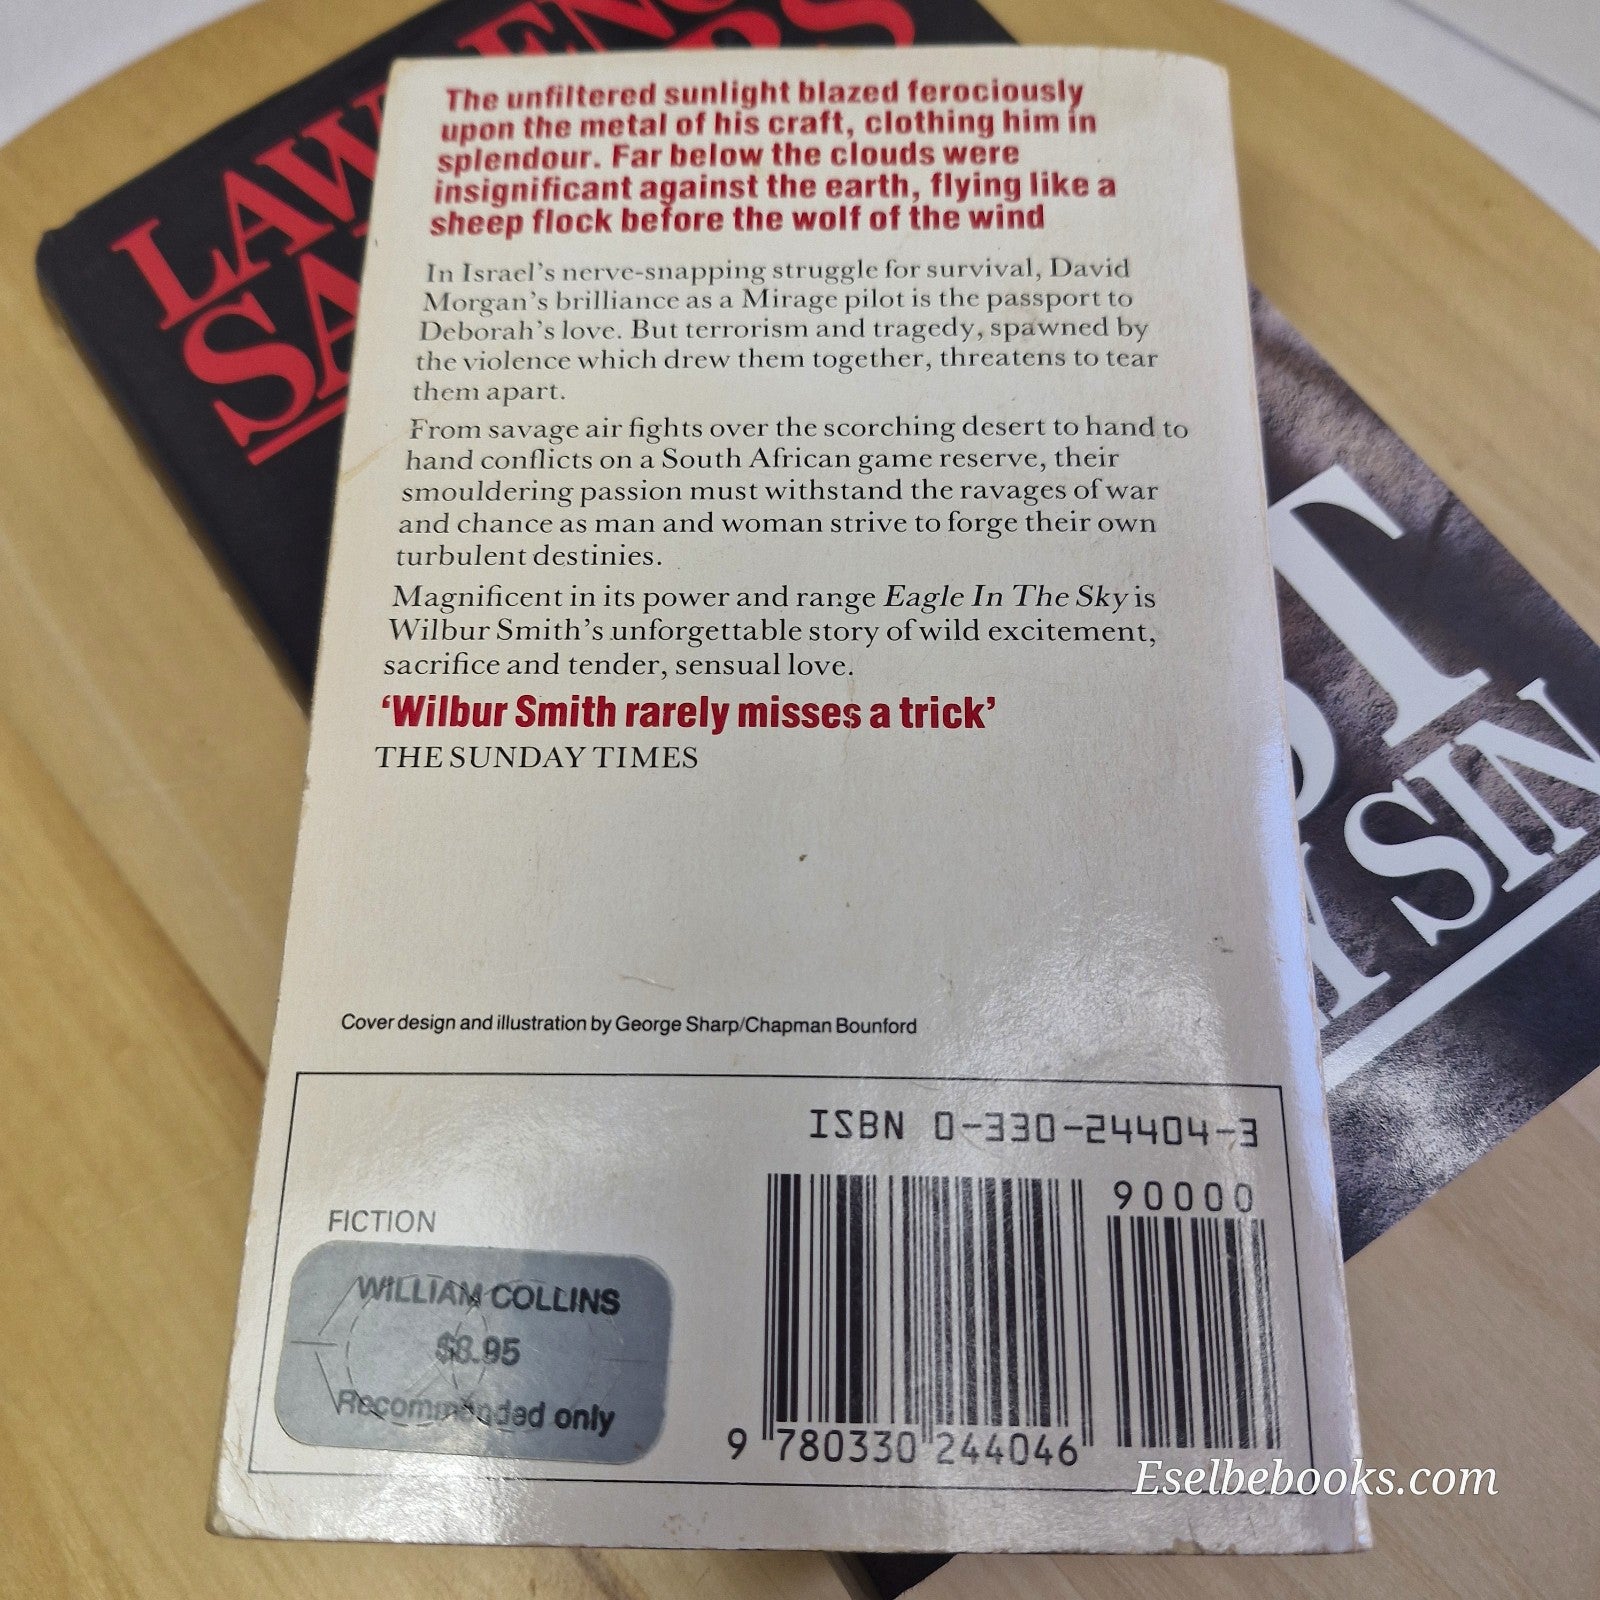 The unfiltered sunlight blazed ferociously
upon the metal of his craft, clothing him in
splendour. Far below the clouds were
insignificant against the earth, flying like a
sheep flock before the wolf of the wind
In Israel's nerve-snapping struggle for survival, David
Morgan's brilliance as a Mirage pilot is the passport to
Deborah's love. But terrorism and tragedy, spawned by
the violence which drew them together, threatens to tear
them apart.
From savage air fights over the scorching desert to hand to
hand conflicts on a South African game reserve, their
smouldering passion must withstand the ravages of war
and chance as man and woman strive to forge their own
turbulent destinies.
Magnificent in its power and range Eagle In The Sky is
Wilbur Smith's unforgettable story of wild excitement,
sacrifice and tender, sensual love.
‘Wilbur Smith rarely misses a trick’
THE SUNDAY TIMES
Cover design and illustration by George Sharp/Chapman Bounford
ISBN 0-330-24404-3
90000
FICTION
WILLIAM COLLINS
$8.95
Recommended only
9 780330 244046
Eselbebooks.com
SIN